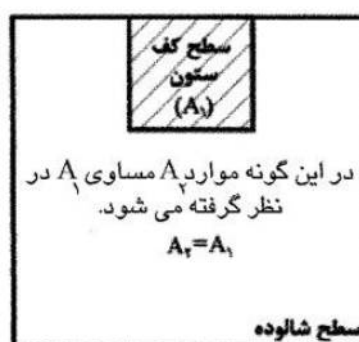 سطح کف
ستون
(A۱)
در این گونه موارد A۲ مساوی A۱ در
نظر گرفته می شود.
A۲=A۱
سطح شالوده